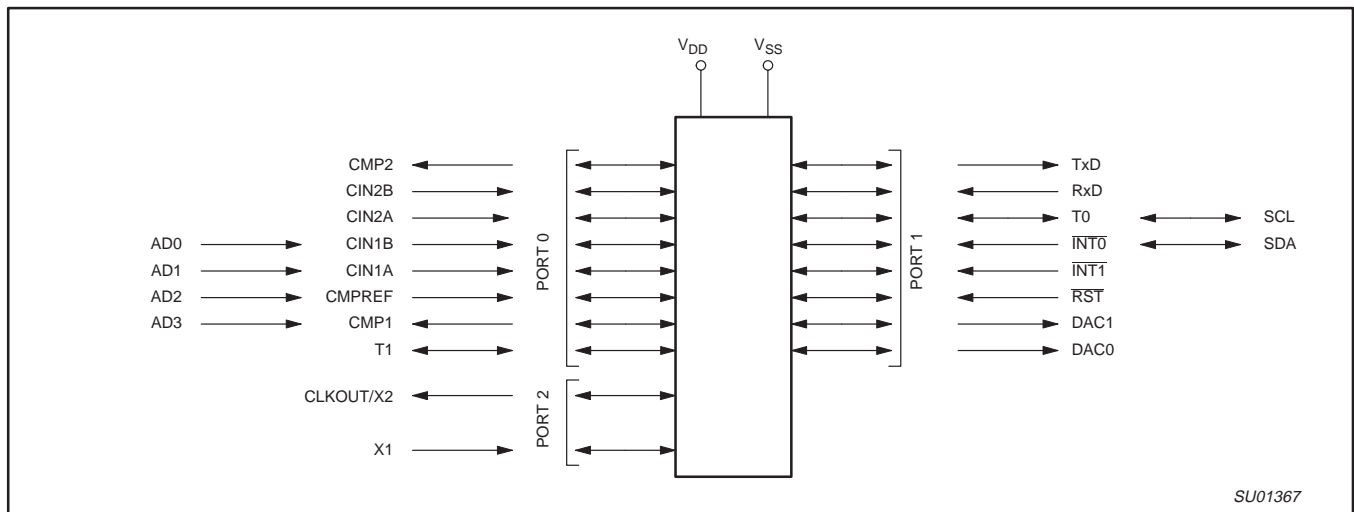 VDD VSS
CMP2 TxD
CIN2B RxD
CIN2A T0 SCL
AD0 CIN1B INT0 SDA
AD1 CIN1A INT1
AD2 CMPREF RST
AD3 CMP1 DAC1
T1 DAC0
PORT 0
PORT 1
CLKOUT/X2
PORT 2
X1
SU01367